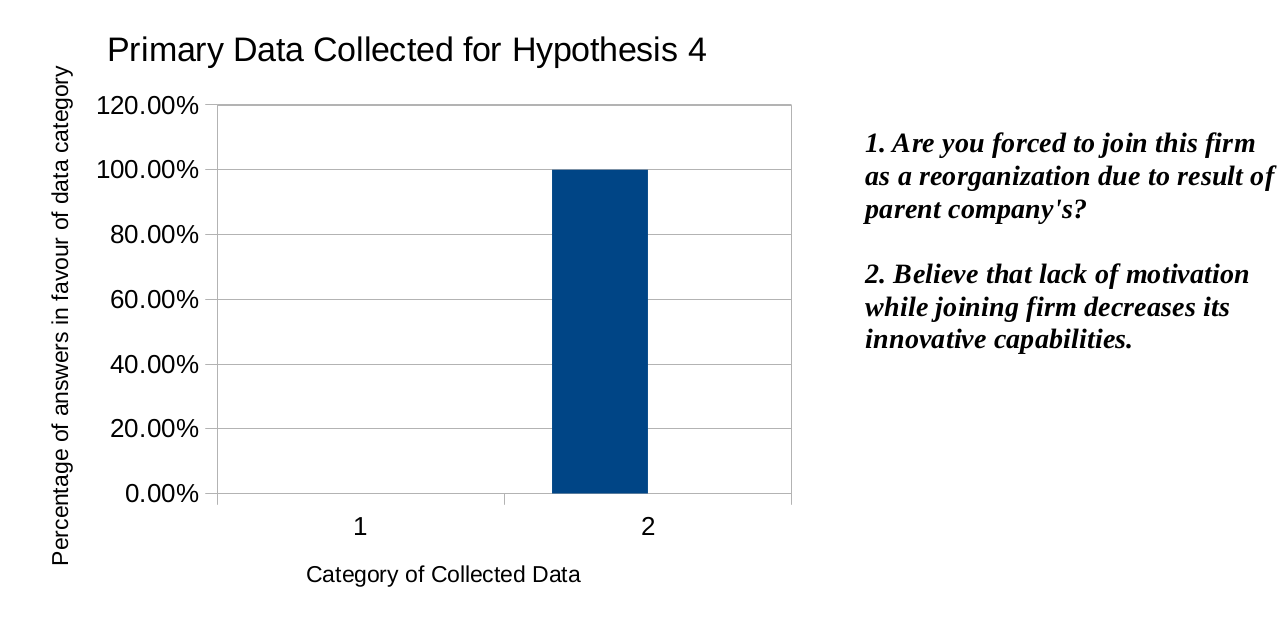 Primary Data Collected for Hypothesis 4
Percentage of answers in favour of data category
120.00%
100.00%
80.00%
60.00%
40.00%
20.00%
0.00%
1
2
Category of Collected Data
1. Are you forced to join this firm
as a reorganization due to result of
parent company's?
2. Believe that lack of motivation
while joining firm decreases its
innovative capabilities.